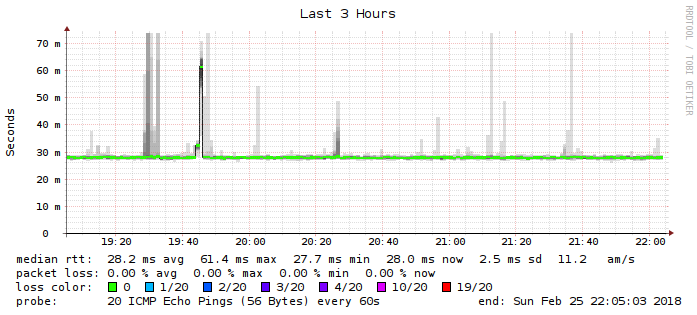 Last 3 Hours
RRDTOOL / TOBI OETIKER
Seconds
70 m
60 m
50 m
40 m
30 m
20 m
10 m
0
19:20 19:40 20:00 20:20 20:40 21:00 21:20 21:40 22:00
median rtt: 28.2 ms avg 61.4 ms max 27.7 ms min 28.0 ms now 2.5 ms sd 11.2 am/s
packet loss: 0.00 % avg 0.00 % max 0.00 % min 0.00 % now
loss color: 0 1/20 2/20 3/20 4/20 10/20 19/20
probe: 20 ICMP Echo Pings (56 Bytes) every 60s end: Sun Feb 25 22:05:03 2018